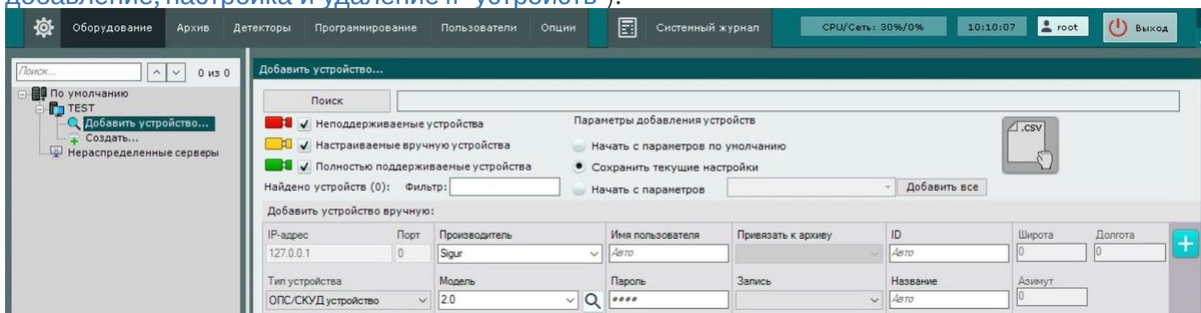 добавление, настройка и удаление IP-устройств").
Оборудование Архив Детекторы Программирование Пользователи Опции Системный журнал CPU/Сеть: 30%/0% 10:10:07 root Выход
Поиск... 0 из 0
По умолчанию
TEST
Добавить устройство...
Создать...
Нераспределенные серверы
Добавить устройство...
Поиск
Неподдерживаемые устройства
Настраиваемые вручную устройства
Полностью поддерживаемые устройства
Найдено устройств (0): Фильтр:
Параметры добавления устройств
Начать с параметров по умолчанию
Сохранить текущие настройки
Начать с параметров Добавить все
.csv
Добавить устройство вручную:
IP-адрес Порт Производитель Имя пользователя Привязать к архиву ID Широта Долгота
127.0.0.1 0 Sigur Авто Авто 0 0
Тип устройства Модель Пароль Запись Название Азимут
ОПС/СКУД устройство 2.0 **** Авто 0